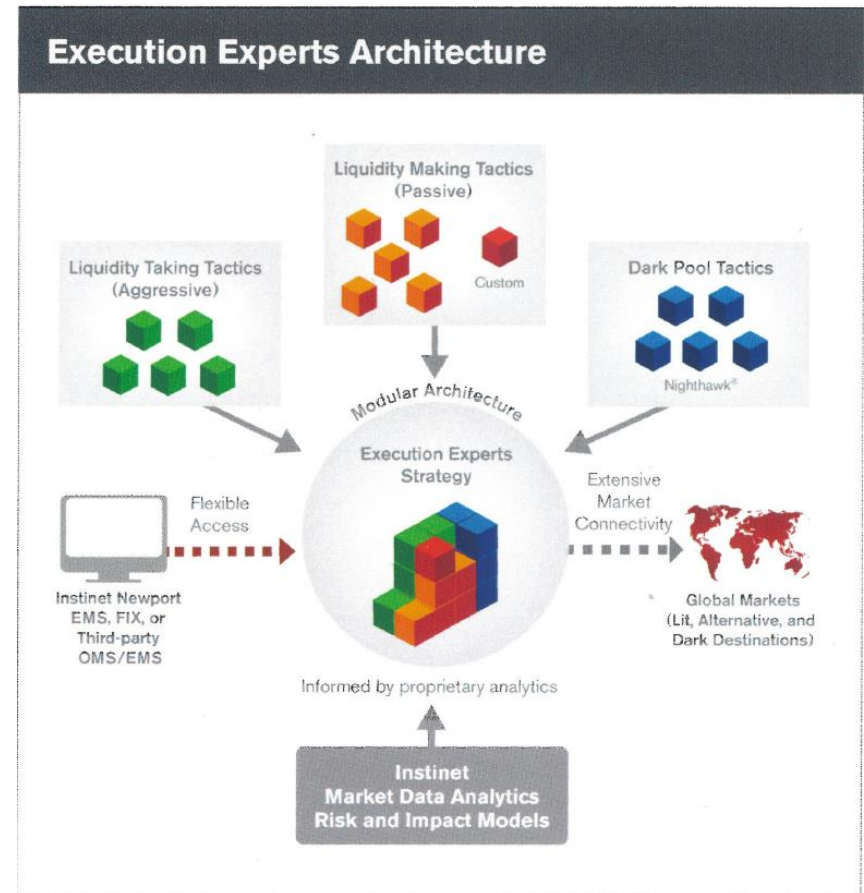 Execution Experts Architecture
Liquidity Making Tactics
(Passive)
Custom
Liquidity Taking Tactics
(Aggressive)
Dark Pool Tactics
Nighthawk®
Modular Architecture
Execution Experts
Strategy
Flexible
Access
Extensive
Market
Connectivity
Instinet Newport
EMS, FIX, or
Third-party
OMS/EMS
Global Markets
(Lit, Alternative, and
Dark Destinations)
Informed by proprietary analytics
Instinet
Market Data Analytics
Risk and Impact Models